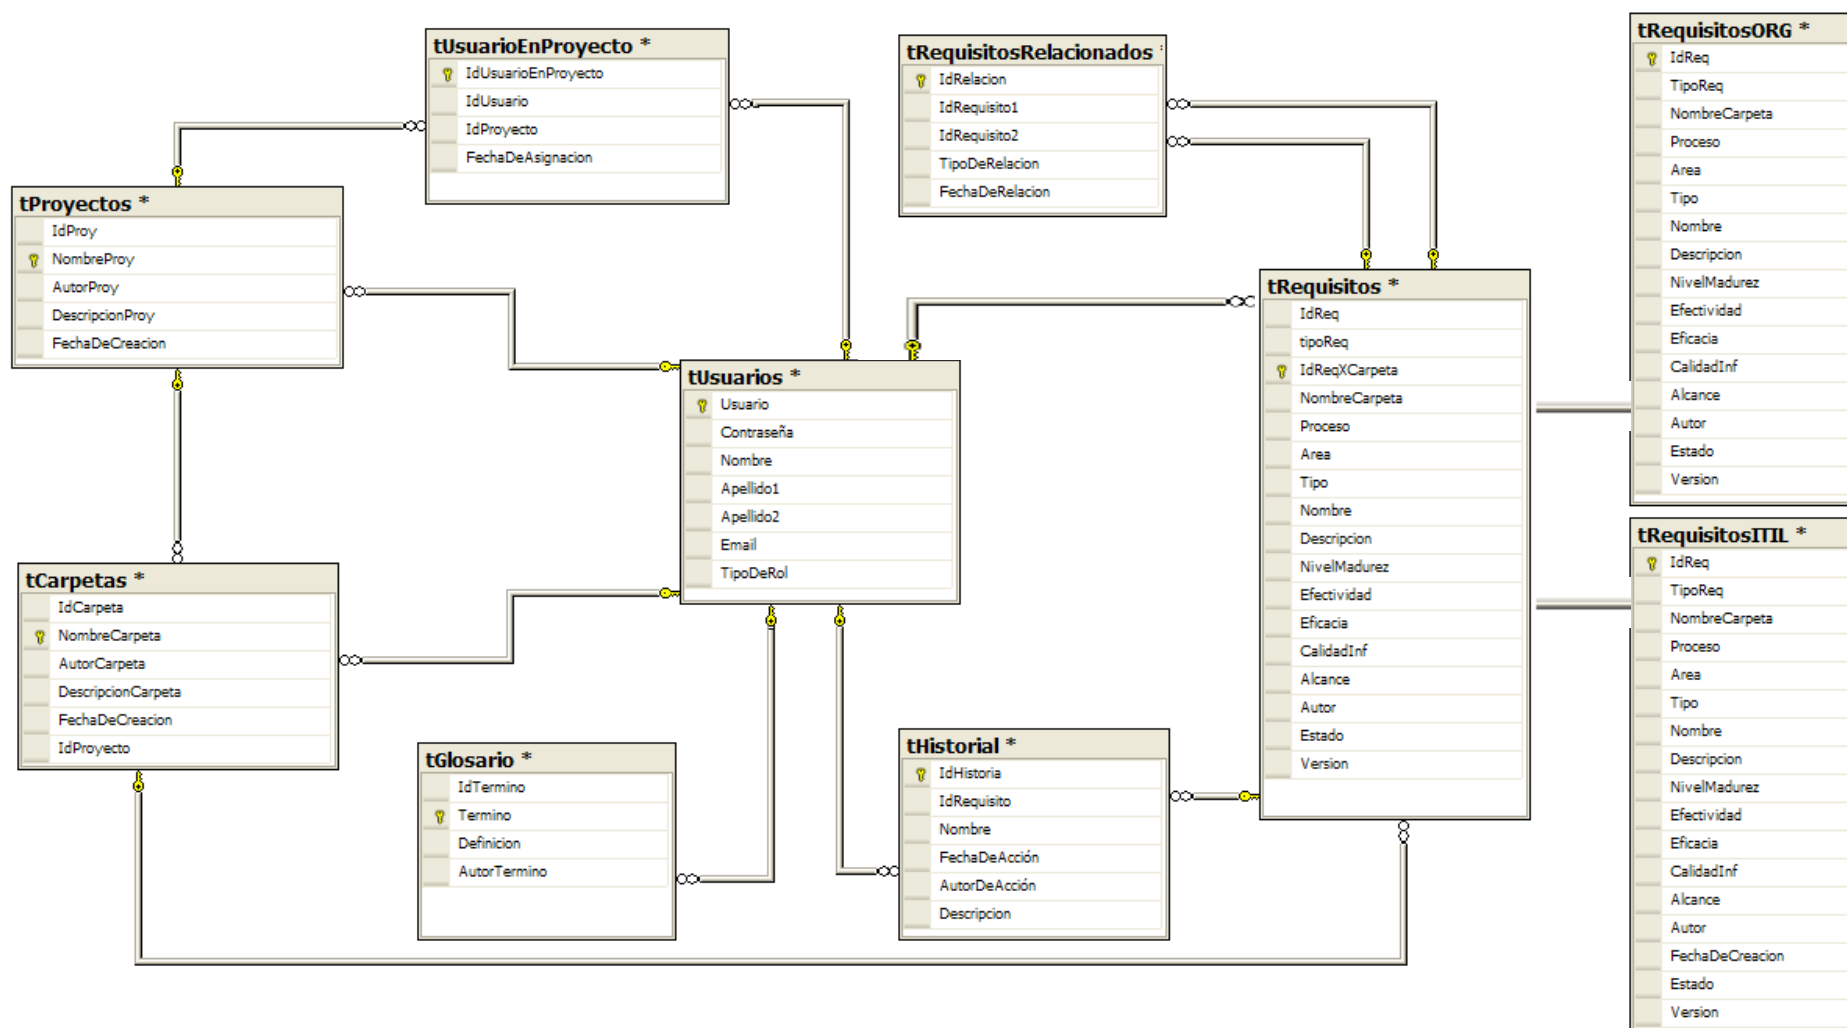 tUsuarioEnProyecto *
IdUsuarioEnProyecto
IdUsuario
IdProyecto
FechaDeAsignacion
tRequisitosRelacionados
IdRelacion
IdRequisito1
IdRequisito2
TipoDeRelacion
FechaDeRelacion
tRequisitosORG *
IdReq
TipoReq
NombreCarpeta
Proceso
Area
Tipo
Nombre
Descripcion
NivelMadurez
Efectividad
Eficacia
CalidadInf
Alcance
Autor
Estado
Version
tProyectos *
IdProy
NombreProy
AutorProy
DescripcionProy
FechaDeCreacion
tUsuarios *
Usuario
Contraseña
Nombre
Apellido1
Apellido2
Email
TipoDeRol
tRequisitos *
IdReq
tipoReq
IdReqXCarpeta
NombreCarpeta
Proceso
Area
Tipo
Nombre
Descripcion
NivelMadurez
Efectividad
Eficacia
CalidadInf
Alcance
Autor
Estado
Version
tRequisitosITIL *
IdReq
TipoReq
NombreCarpeta
Proceso
Area
Tipo
Nombre
Descripcion
NivelMadurez
Efectividad
Eficacia
CalidadInf
Alcance
Autor
FechaDeCreacion
Estado
Version
tCarpetas *
IdCarpeta
NombreCarpeta
AutorCarpeta
DescripcionCarpeta
FechaDeCreacion
IdProyecto
tGlosario *
IdTermino
Termino
Definicion
AutorTermino
tHistorial *
IdHistoria
IdRequisito
Nombre
FechaDeAcción
AutorDeAcción
Descripcion